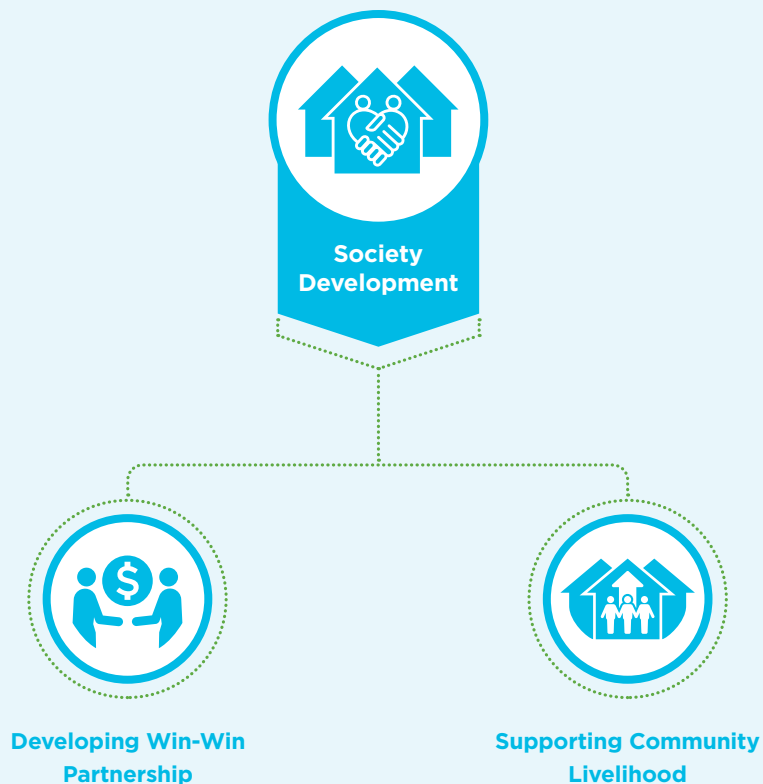 Society
Development
$
Developing Win-Win
Partnership
Supporting Community
Livelihood